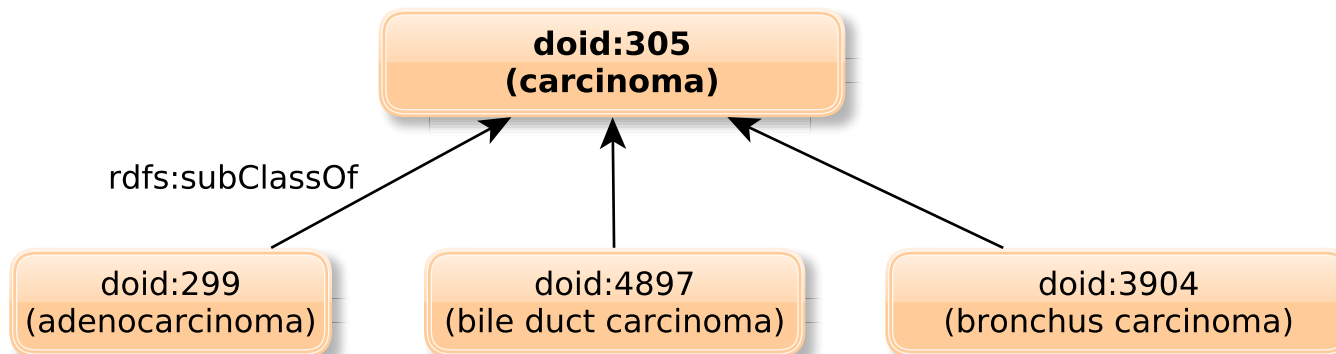 doid:305
(carcinoma)
rdfs:subClassOf
doid:299
(adenocarcinoma)
doid:4897
(bile duct carcinoma)
doid:3904
(bronchus carcinoma)